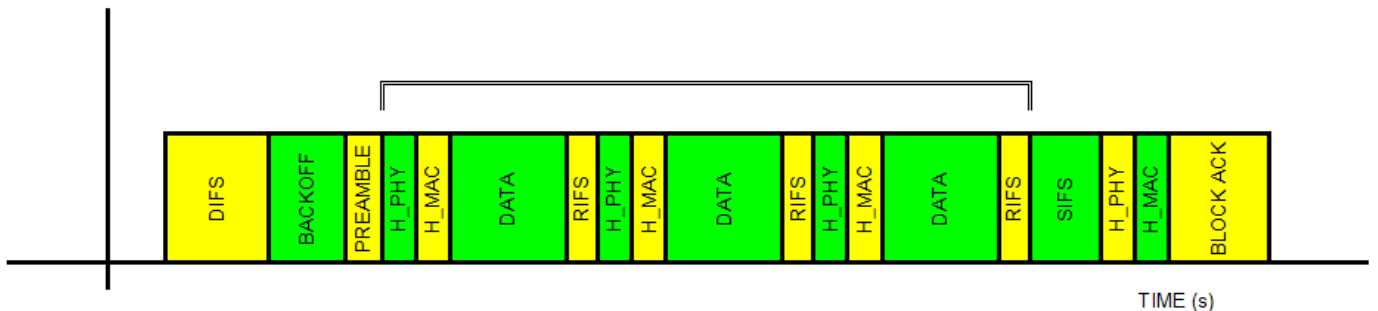 DIFS
BACKOFF
PREAMBLE
H_PHY
H_MAC
DATA
RIFS
H_PHY
H_MAC
DATA
RIFS
H_PHY
H_MAC
DATA
RIFS
SIFS
H_PHY
H_MAC
BLOCK ACK
TIME (s)